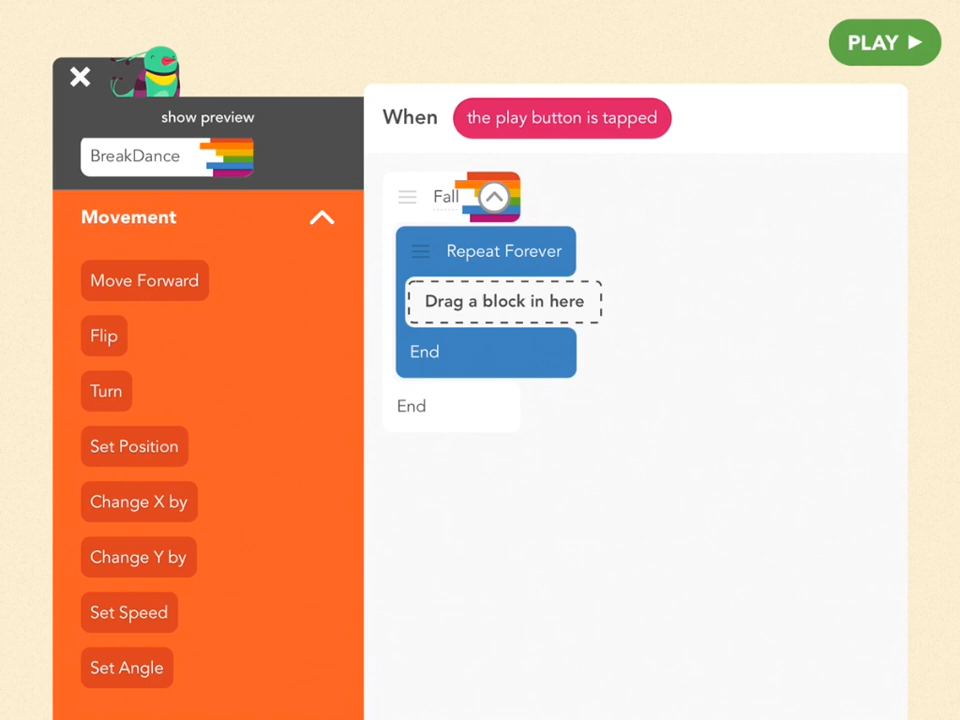 PLAY
show preview
BreakDance
Movement
Move Forward
Flip
Turn
Set Position
Change X by
Change Y by
Set Speed
Set Angle
When the play button is tapped
Fall
Repeat Forever
Drag a block in here
End
End